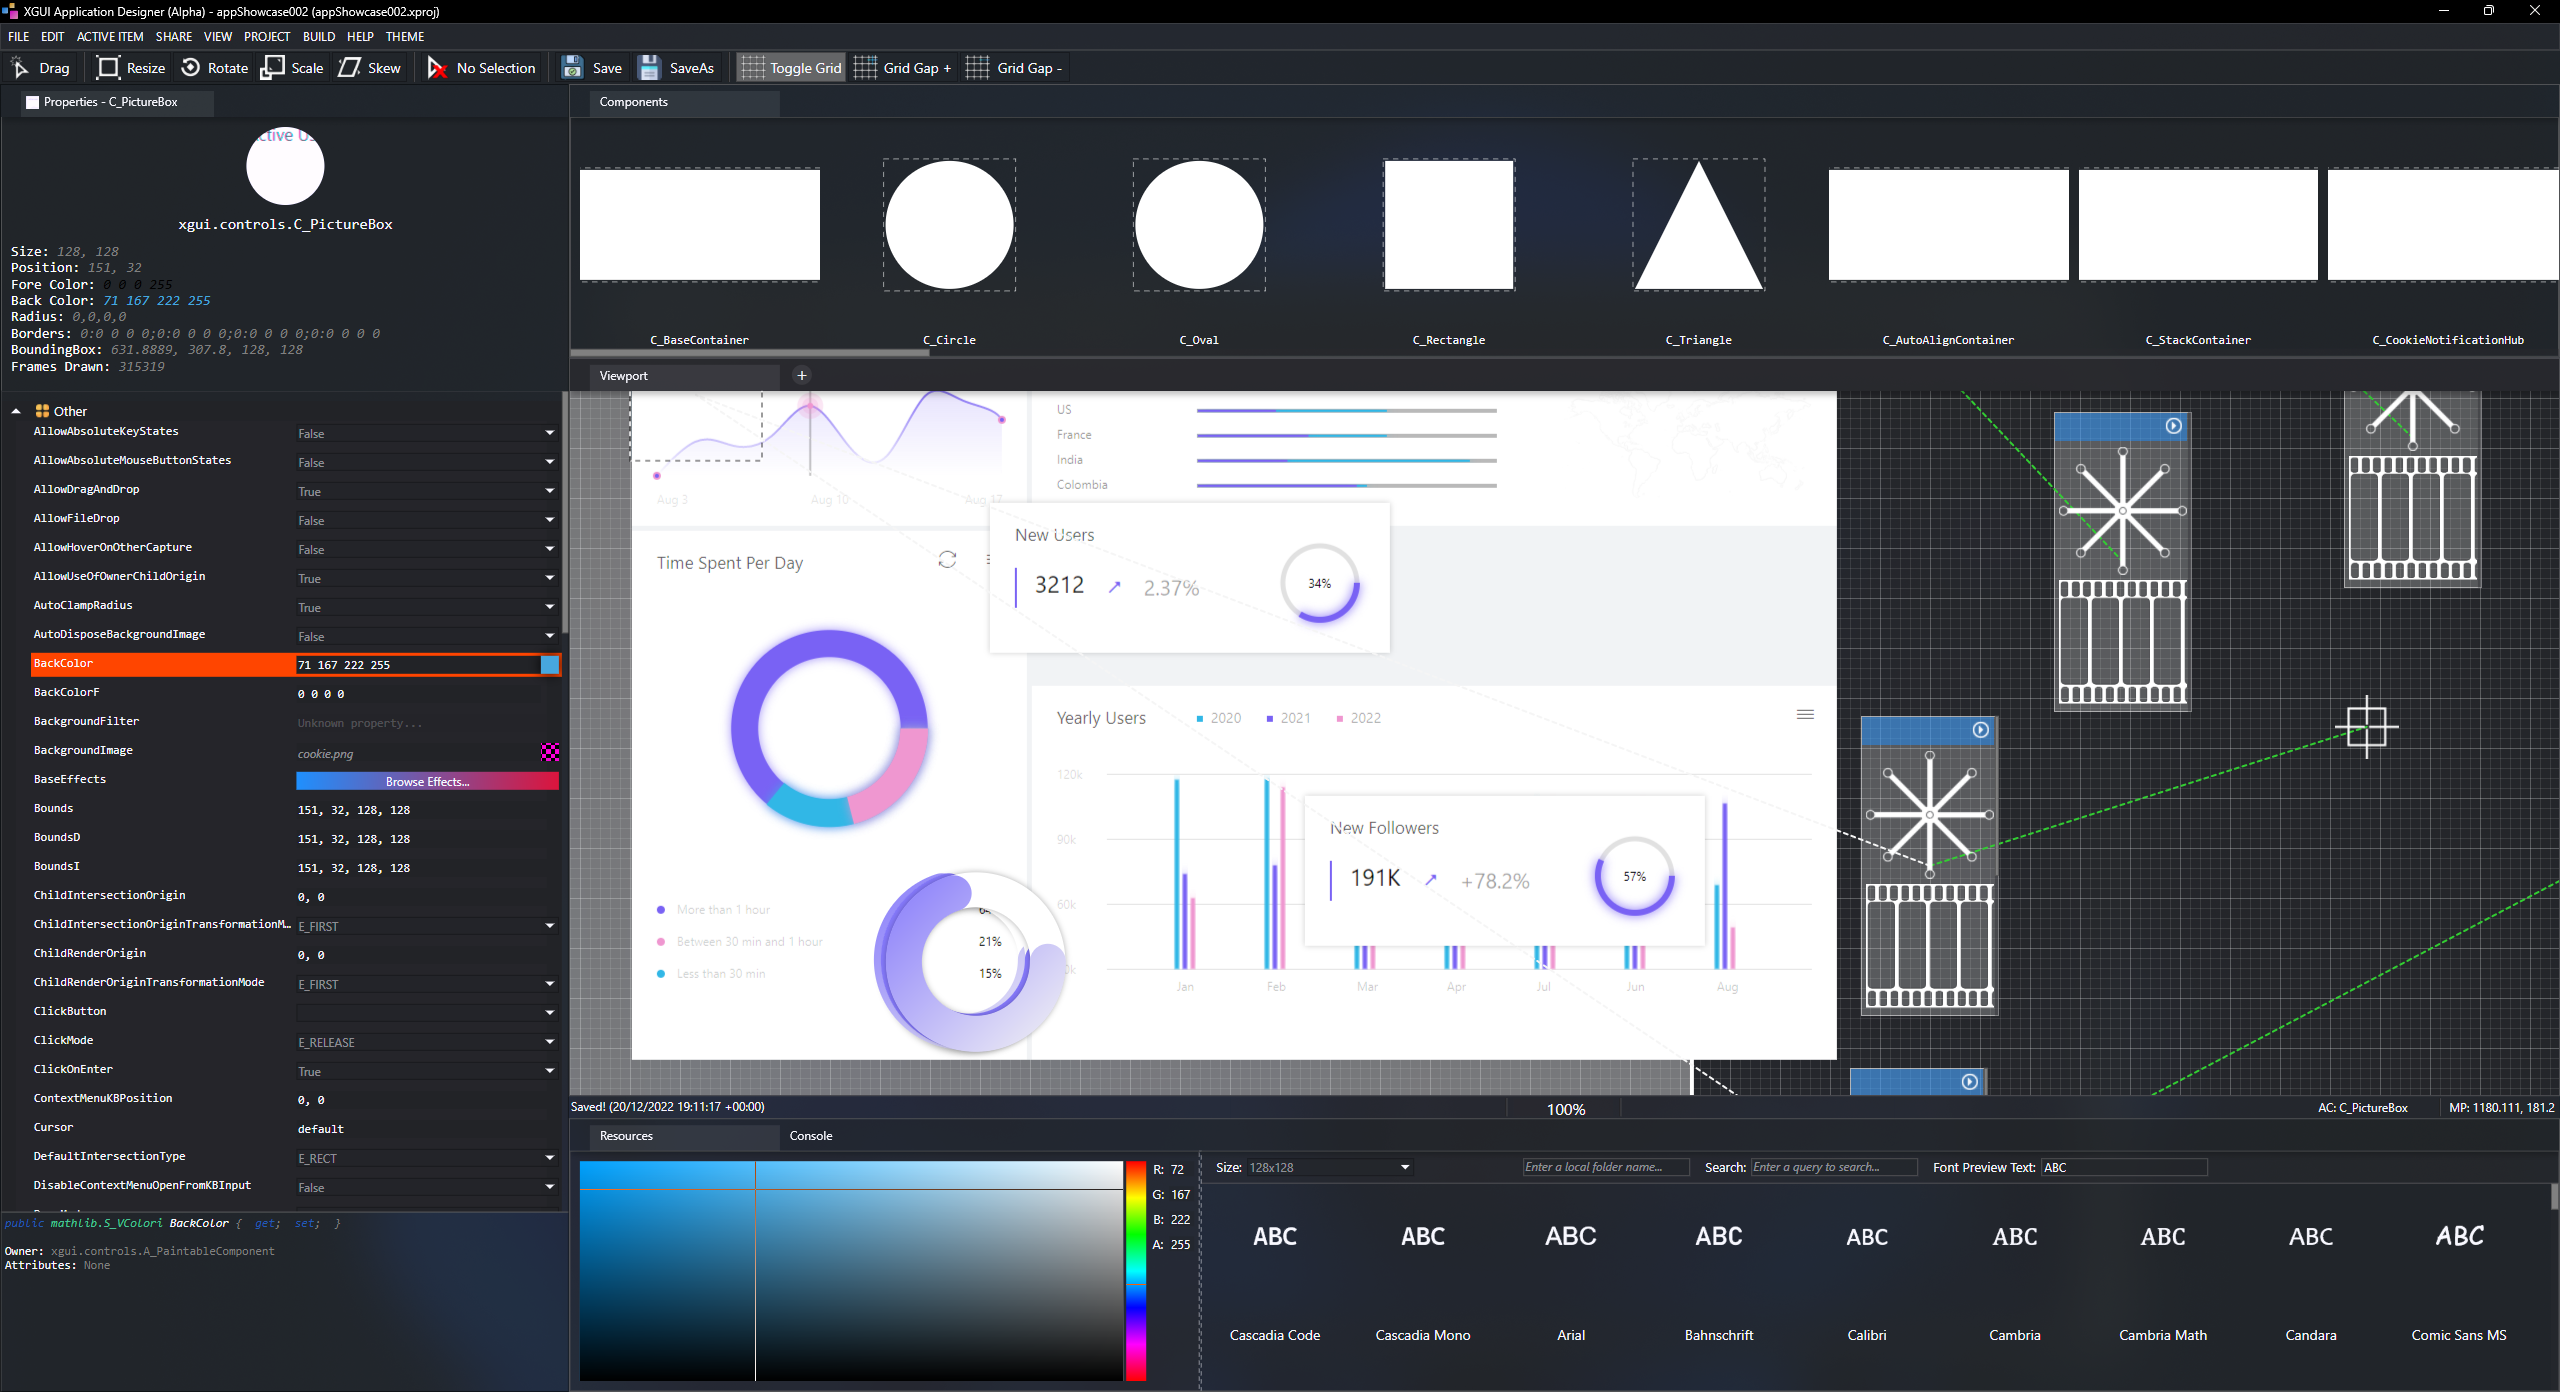 XGUI Application Designer (Alpha) - appShowcase002 (appShowcase002.xproj)
FILE EDIT ACTIVE ITEM SHARE VIEW PROJECT BUILD HELP THEME
Drag Resize Rotate Scale Skew No Selection Save SaveAs Toggle Grid Grid Gap + Grid Gap -
Properties - C_PictureBox
xgui.controls.C_PictureBox
Size: 128, 128
Position: 151, 32
Fore Color: 0 0 0 255
Back Color: 71 167 222 255
Radius: 0,0,0,0
Borders: 0:0 0 0 0;0:0 0 0 0;0:0 0 0 0;0:0 0 0 0
BoundingBox: 631.8889, 307.8, 128, 128
Frames Drawn: 315319
Other
AllowAbsoluteKeyStates False
AllowAbsoluteMouseButtonStates False
AllowDragAndDrop True
AllowFileDrop False
AllowHoverOnOtherCapture False
AllowUseOfOwnerChildOrigin True
AutoClampRadius True
AutoDisposeBackgroundImage False
BackColor 71 167 222 255
BackColorF 0 0 0 0
BackgroundFilter Unknown property...
BackgroundImage cookie.png
BaseEffects Browse Effects...
Bounds 151, 32, 128, 128
BoundsD 151, 32, 128, 128
BoundsI 151, 32, 128, 128
ChildIntersectionOrigin 0, 0
ChildIntersectionOriginTransformationM... E_FIRST
ChildRenderOrigin 0, 0
ChildRenderOriginTransformationMode E_FIRST
ClickButton
ClickMode E_RELEASE
ClickOnEnter True
ContextMenuKBPosition 0, 0
Cursor default
DefaultIntersectionType E_RECT
DisableContextMenuOpenFromKBInput False
public mathlib.S_VColori BackColor { get; set; }
Owner: xgui.controls.A_PaintableComponent
Attributes: None
Components
C_BaseContainer C_Circle C_Oval C_Rectangle C_Triangle C_AutoAlignContainer C_StackContainer C_CookieNotificationHub
Viewport +
Aug 3 Aug 10 Aug 17
US
France
India
Colombia
New Users
3212 2.37% 34%
Time Spent Per Day
More than 1 hour
Between 30 min and 1 hour 21%
Less than 30 min 15%
Yearly Users 2020 2021 2022
120k
90k
60k
New Followers
191K +78.2% 57%
Jan Feb Mar Apr Jul Jun Aug
Saved! (20/12/2022 19:11:17 +00:00) 100% AC: C_PictureBox MP: 1180.111, 181.2
Resources Console
R: 72
G: 167
B: 222
A: 255
Size: 128x128 Enter a local folder name... Search: Enter a query to search... Font Preview Text: ABC
ABC ABC ABC ABC ABC ABC ABC ABC ABC
Cascadia Code Cascadia Mono Arial Bahnschrift Calibri Cambria Cambria Math Candara Comic Sans MS